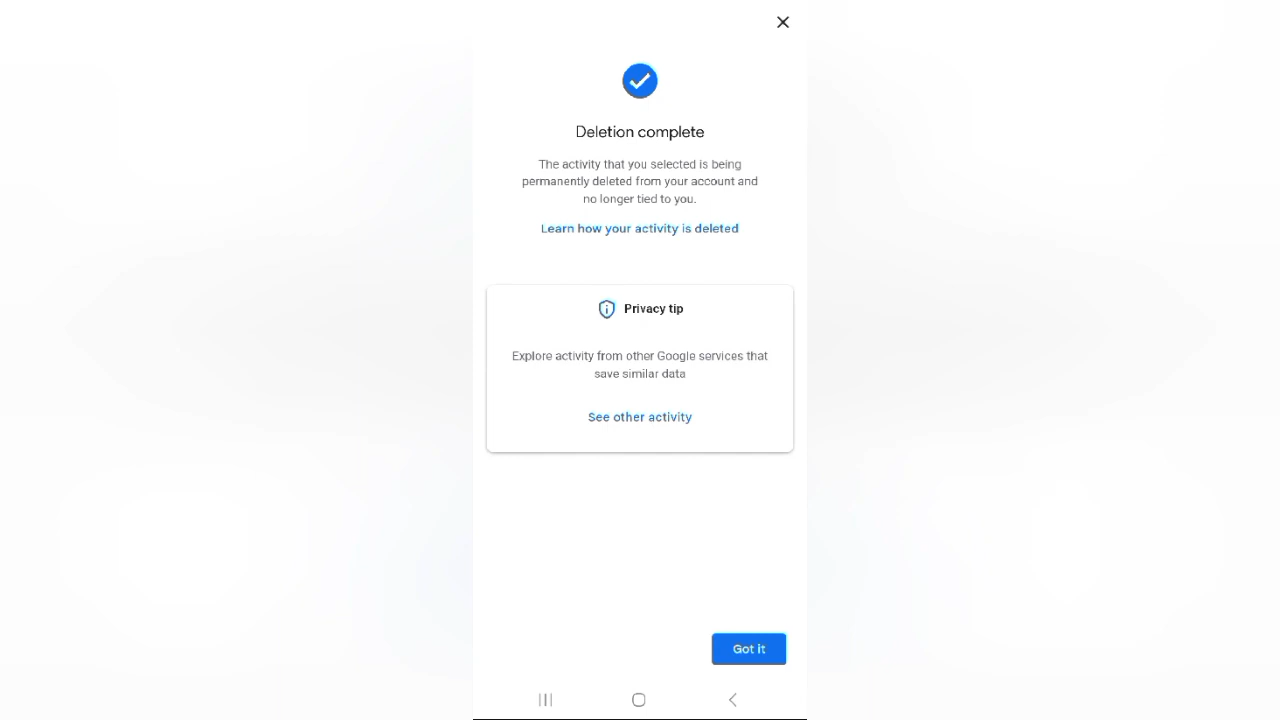 Deletion complete
The activity that you selected is being
permanently deleted from your account and
no longer tied to you.
Learn how your activity is deleted
Privacy tip
Explore activity from other Google services that
save similar data
See other activity
Got it